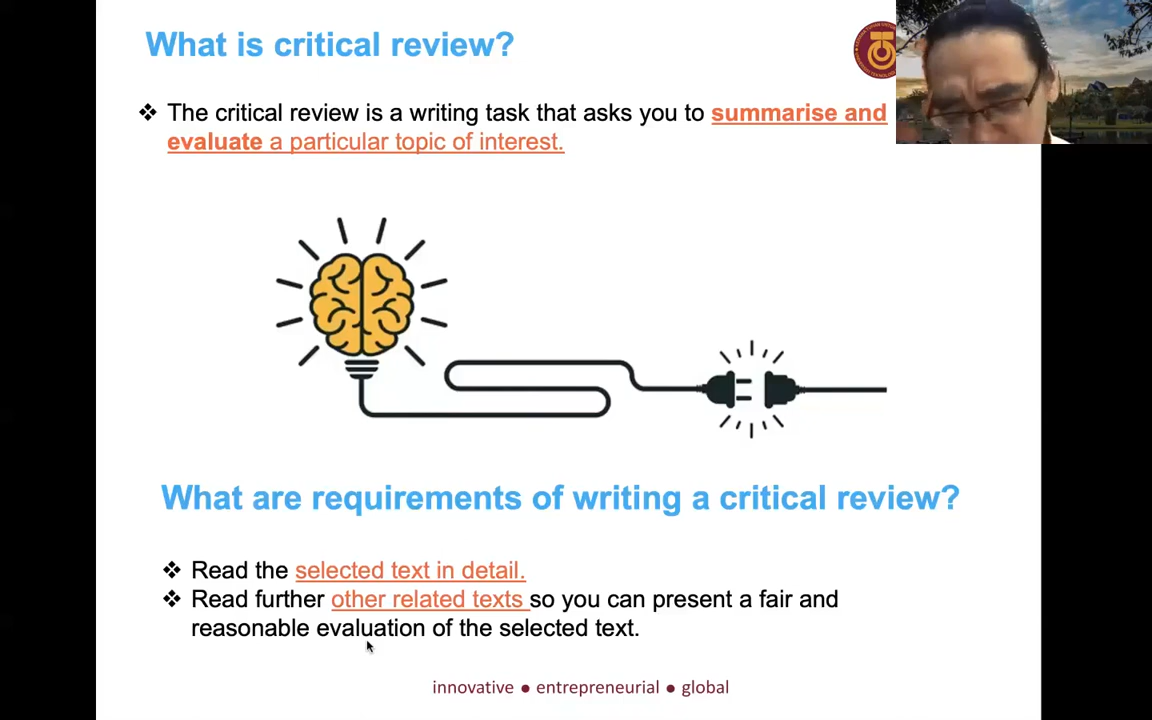 What is critical review?
❖ The critical review is a writing task that asks you to summarise and
evaluate a particular topic of interest.
What are requirements of writing a critical review?
❖ Read the selected text in detail.
❖ Read further other related texts so you can present a fair and
reasonable evaluation of the selected text.
innovative ● entrepreneurial ● global